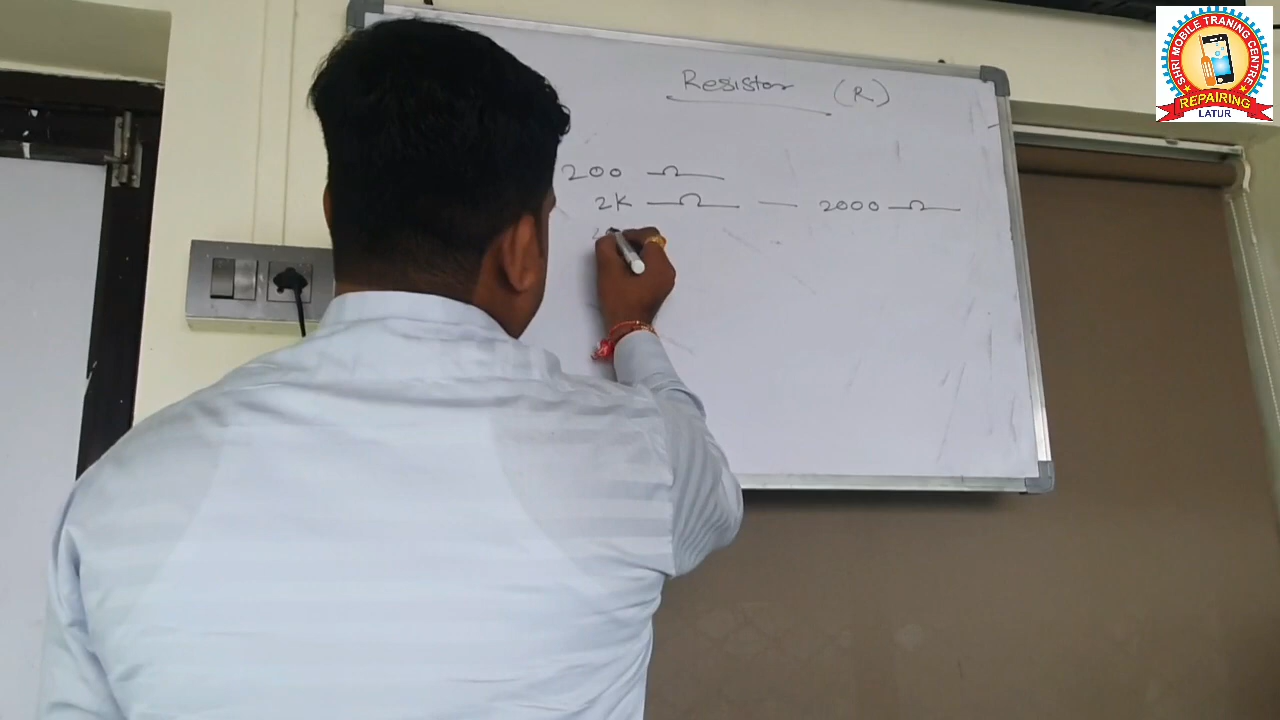 Resistor (R)
200 Ω
2K Ω — 2000 Ω
SHRI MOBILE TRANING CENTRE
REPAIRING
LATUR